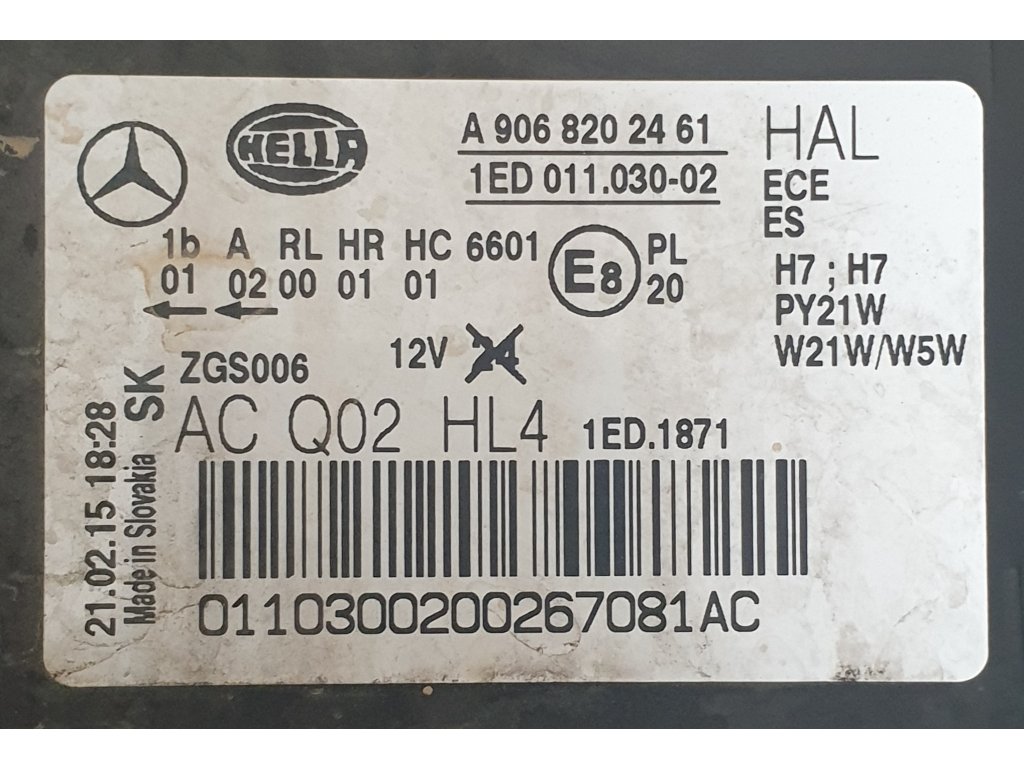 HELLA
A 906 820 24 61
1ED 011.030-02
HAL
ECE
ES
1b A RL HR HC 6601
01 02 00 01 01
E8
PL
20
H7 ; H7
PY21W
W21W/W5W
ZGS006
12V 24
AC Q02 HL4 1ED.1871
SK
21.02.15 18:28
Made in Slovakia
01103002002670​81AC